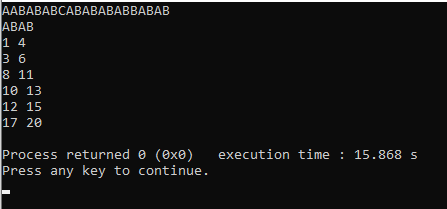 AABABABCABABABABBABAB
ABAB
1 4
3 6
8 11
10 13
12 15
17 20
Process returned 0 (0x0)   execution time : 15.868 s
Press any key to continue.